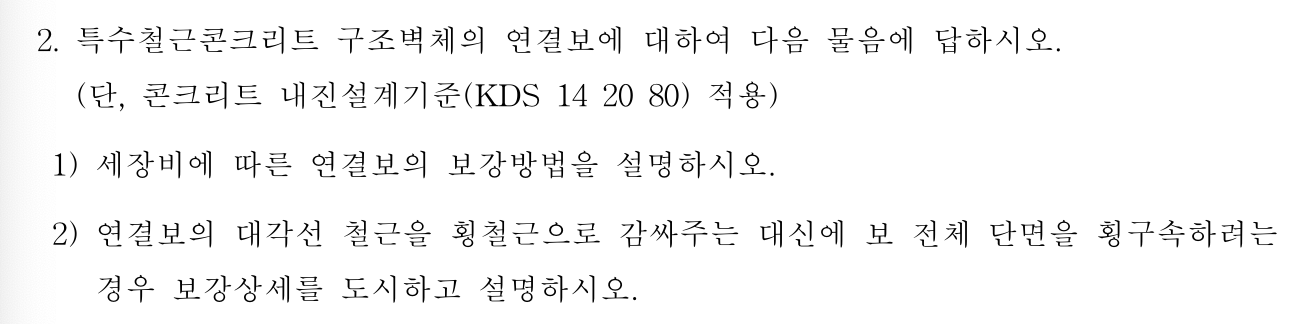 2. 특수철근콘크리트 구조벽체의 연결보에 대하여 다음 물음에 답하시오.
(단, 콘크리트 내진설계기준(KDS 14 20 80) 적용)
1) 세장비에 따른 연결보의 보강방법을 설명하시오.
2) 연결보의 대각선 철근을 횡철근으로 감싸주는 대신에 보 전체 단면을 횡구속하려는
경우 보강상세를 도시하고 설명하시오.